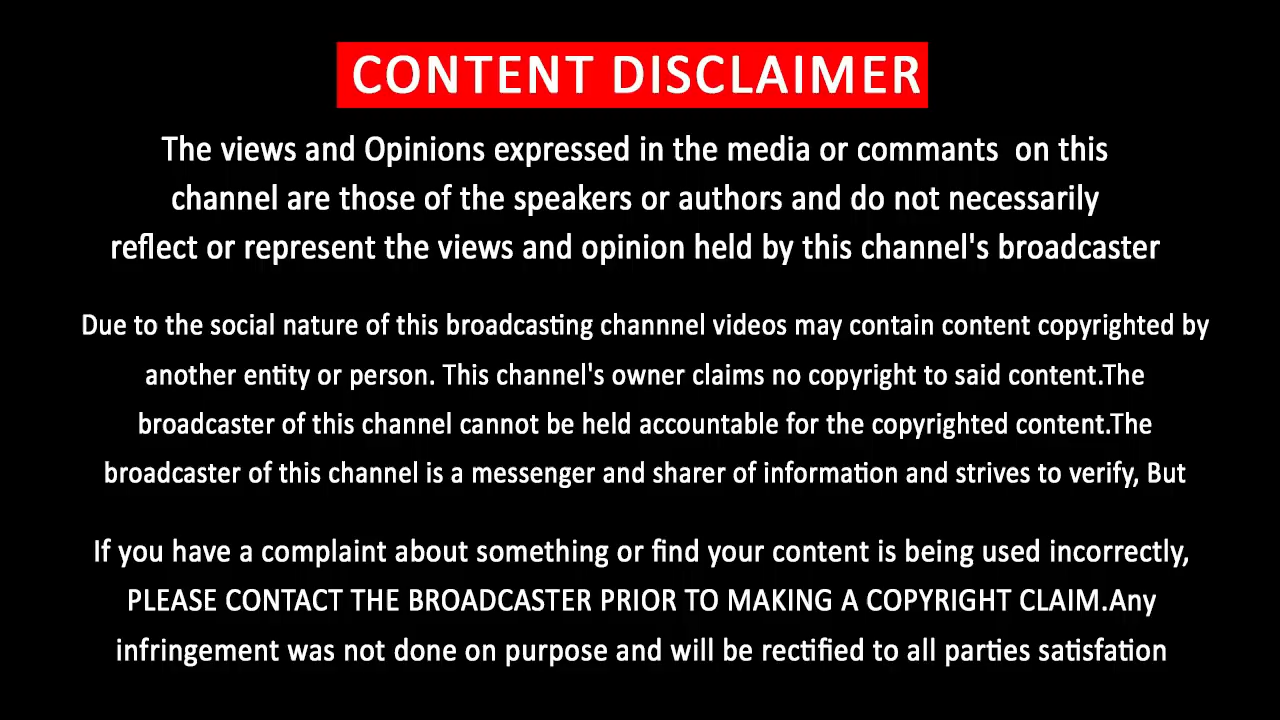 CONTENT DISCLAIMER
The views and Opinions expressed in the media or commants on this
channel are those of the speakers or authors and do not necessarily
reflect or represent the views and opinion held by this channel's broadcaster
Due to the social nature of this broadcasting channnel videos may contain content copyrighted by
another entity or person. This channel's owner claims no copyright to said content.The
broadcaster of this channel cannot be held accountable for the copyrighted content.The
broadcaster of this channel is a messenger and sharer of information and strives to verify, But
If you have a complaint about something or find your content is being used incorrectly,
PLEASE CONTACT THE BROADCASTER PRIOR TO MAKING A COPYRIGHT CLAIM.Any
infringement was not done on purpose and will be rectified to all parties satisfation